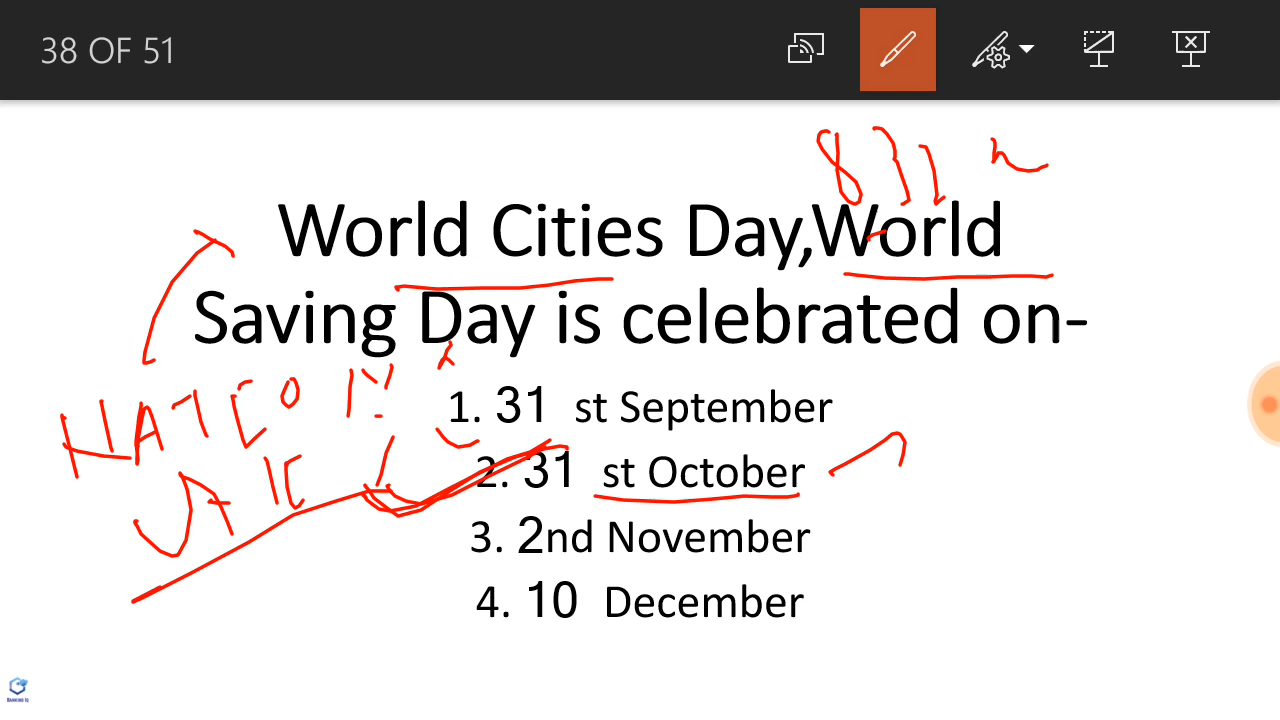 38 OF 51
World Cities Day,World
Saving Day is celebrated on-
1. 31 st September
2. 31 st October
3. 2nd November
4. 10 December